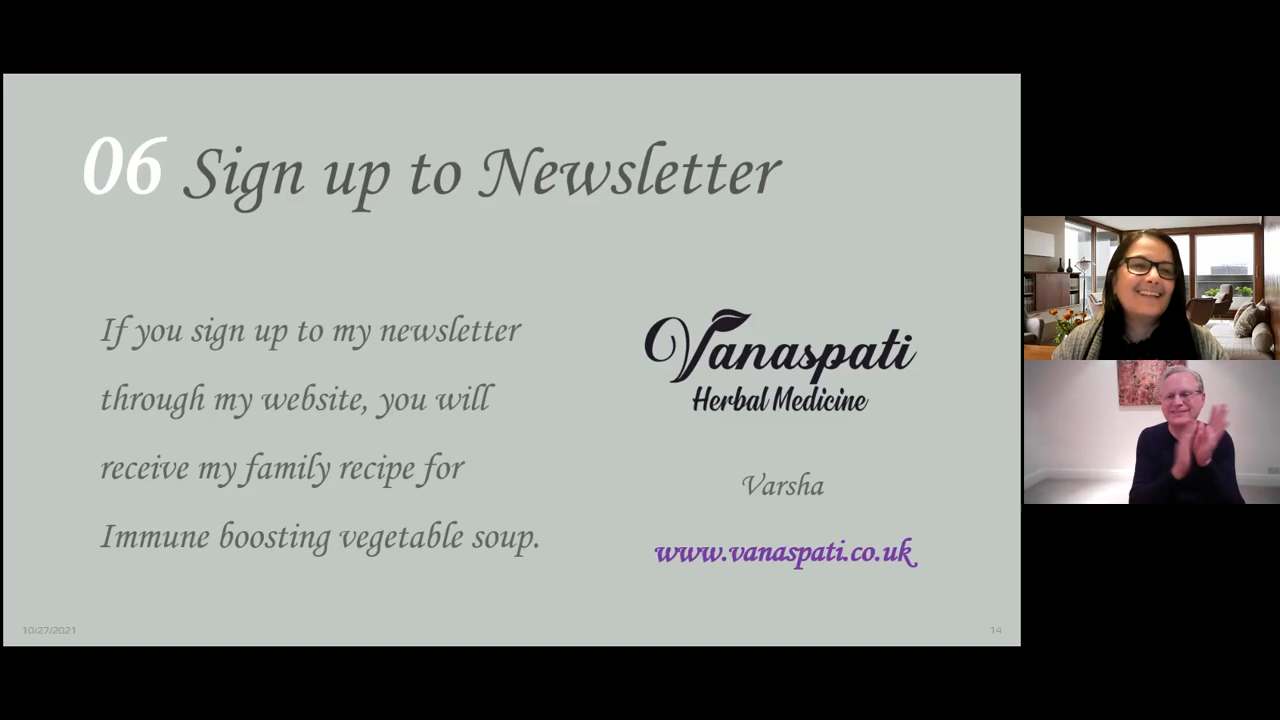 06 Sign up to Newsletter
If you sign up to my newsletter
through my website, you will
receive my family recipe for
Immune boosting vegetable soup.
Vanaspati
Herbal Medicine
Varsha
www.vanaspati.co.uk
10/27/2021
14